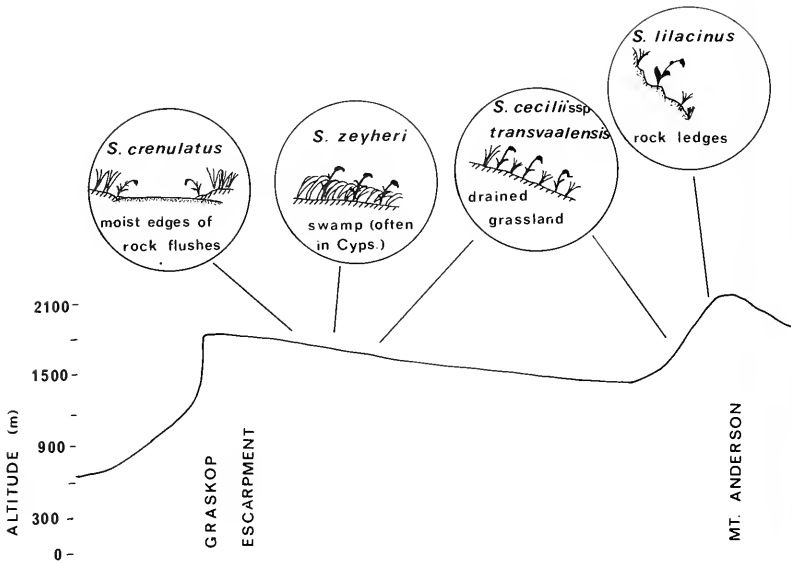 S. lilacinus
rock ledges
S. crenulatus
moist edges of
rock flushes
S. zeyheri
swamp (often
in Cyps.)
S. ceciliissp
transvaalensis
drained
grassland
2100
1500
900
300
0
ALTITUDE (m)
GRASKOP
ESCARPMENT
MT. ANDERSON